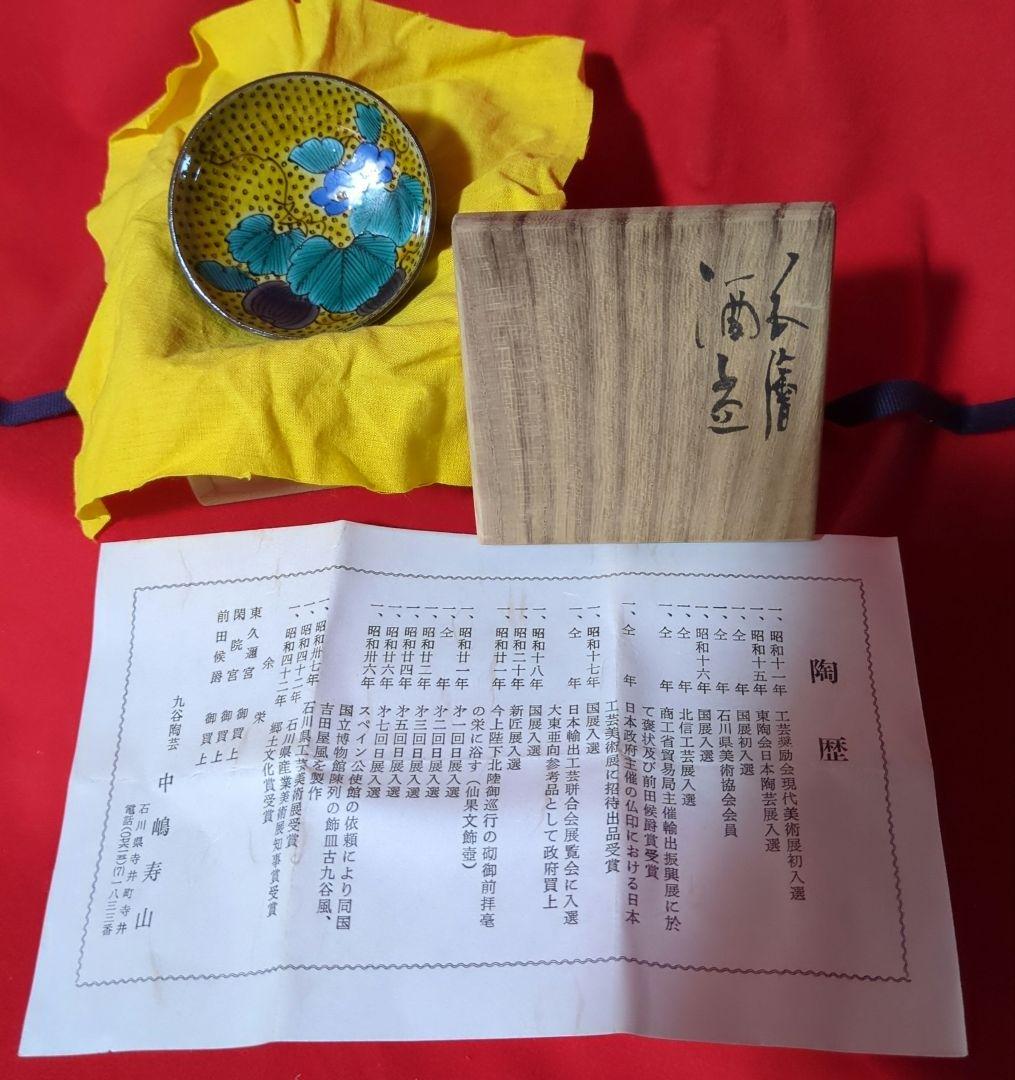 酒盃
陶歴
一、昭和十一年 工芸奨励会現代美術展初入選
一、昭和十五年 東陶会日本陶芸展入選
一、仝 年 国展初入選
一、仝 年 石川県美術協会会員
一、昭和十六年 国展入選
一、仝 年 北信工芸展入選
一、仝 年 商工省貿易局主催輸出振興展に於
て褒状及び前田候爵賞受賞
一、仝 年 日本政府主催の仏印における日本
工芸美術展に招待出品受賞
一、昭和十七年 国展入選
一、仝 年 日本輸出工芸联合会展覧会に入選
大東亜向参考品として政府買上
一、昭和十八年 国展入選
一、昭和二十年 新匠展入選
一、昭和廿一年 今上陛下北陸御巡行の砌御前拝毫
の栄に浴す（仙果文飾壺）
一、昭和廿一年 㐧一回日展入選
一、仝 年 㐧二回日展入選
一、昭和廿二年 㐧三回日展入選
一、昭和廿四年 㐧五回日展入選
一、昭和廿六年 㐧七回日展入選
一、昭和卅六年 スペイン公使館の依頼により同国
国立博物館陳列の飾皿古九谷風、
吉田屋風を製作
一、昭和卅七年 石川県工芸美術展受賞
一、昭和四十二年 石川県産業美術展知事賞受賞
一、昭和四十二年 郷土文化賞受賞
余 栄
東久邇宮 御買上
閑院宮 御買上
前田候爵 御買上
九谷陶芸 中嶋寿山
石川県寺井町寺井